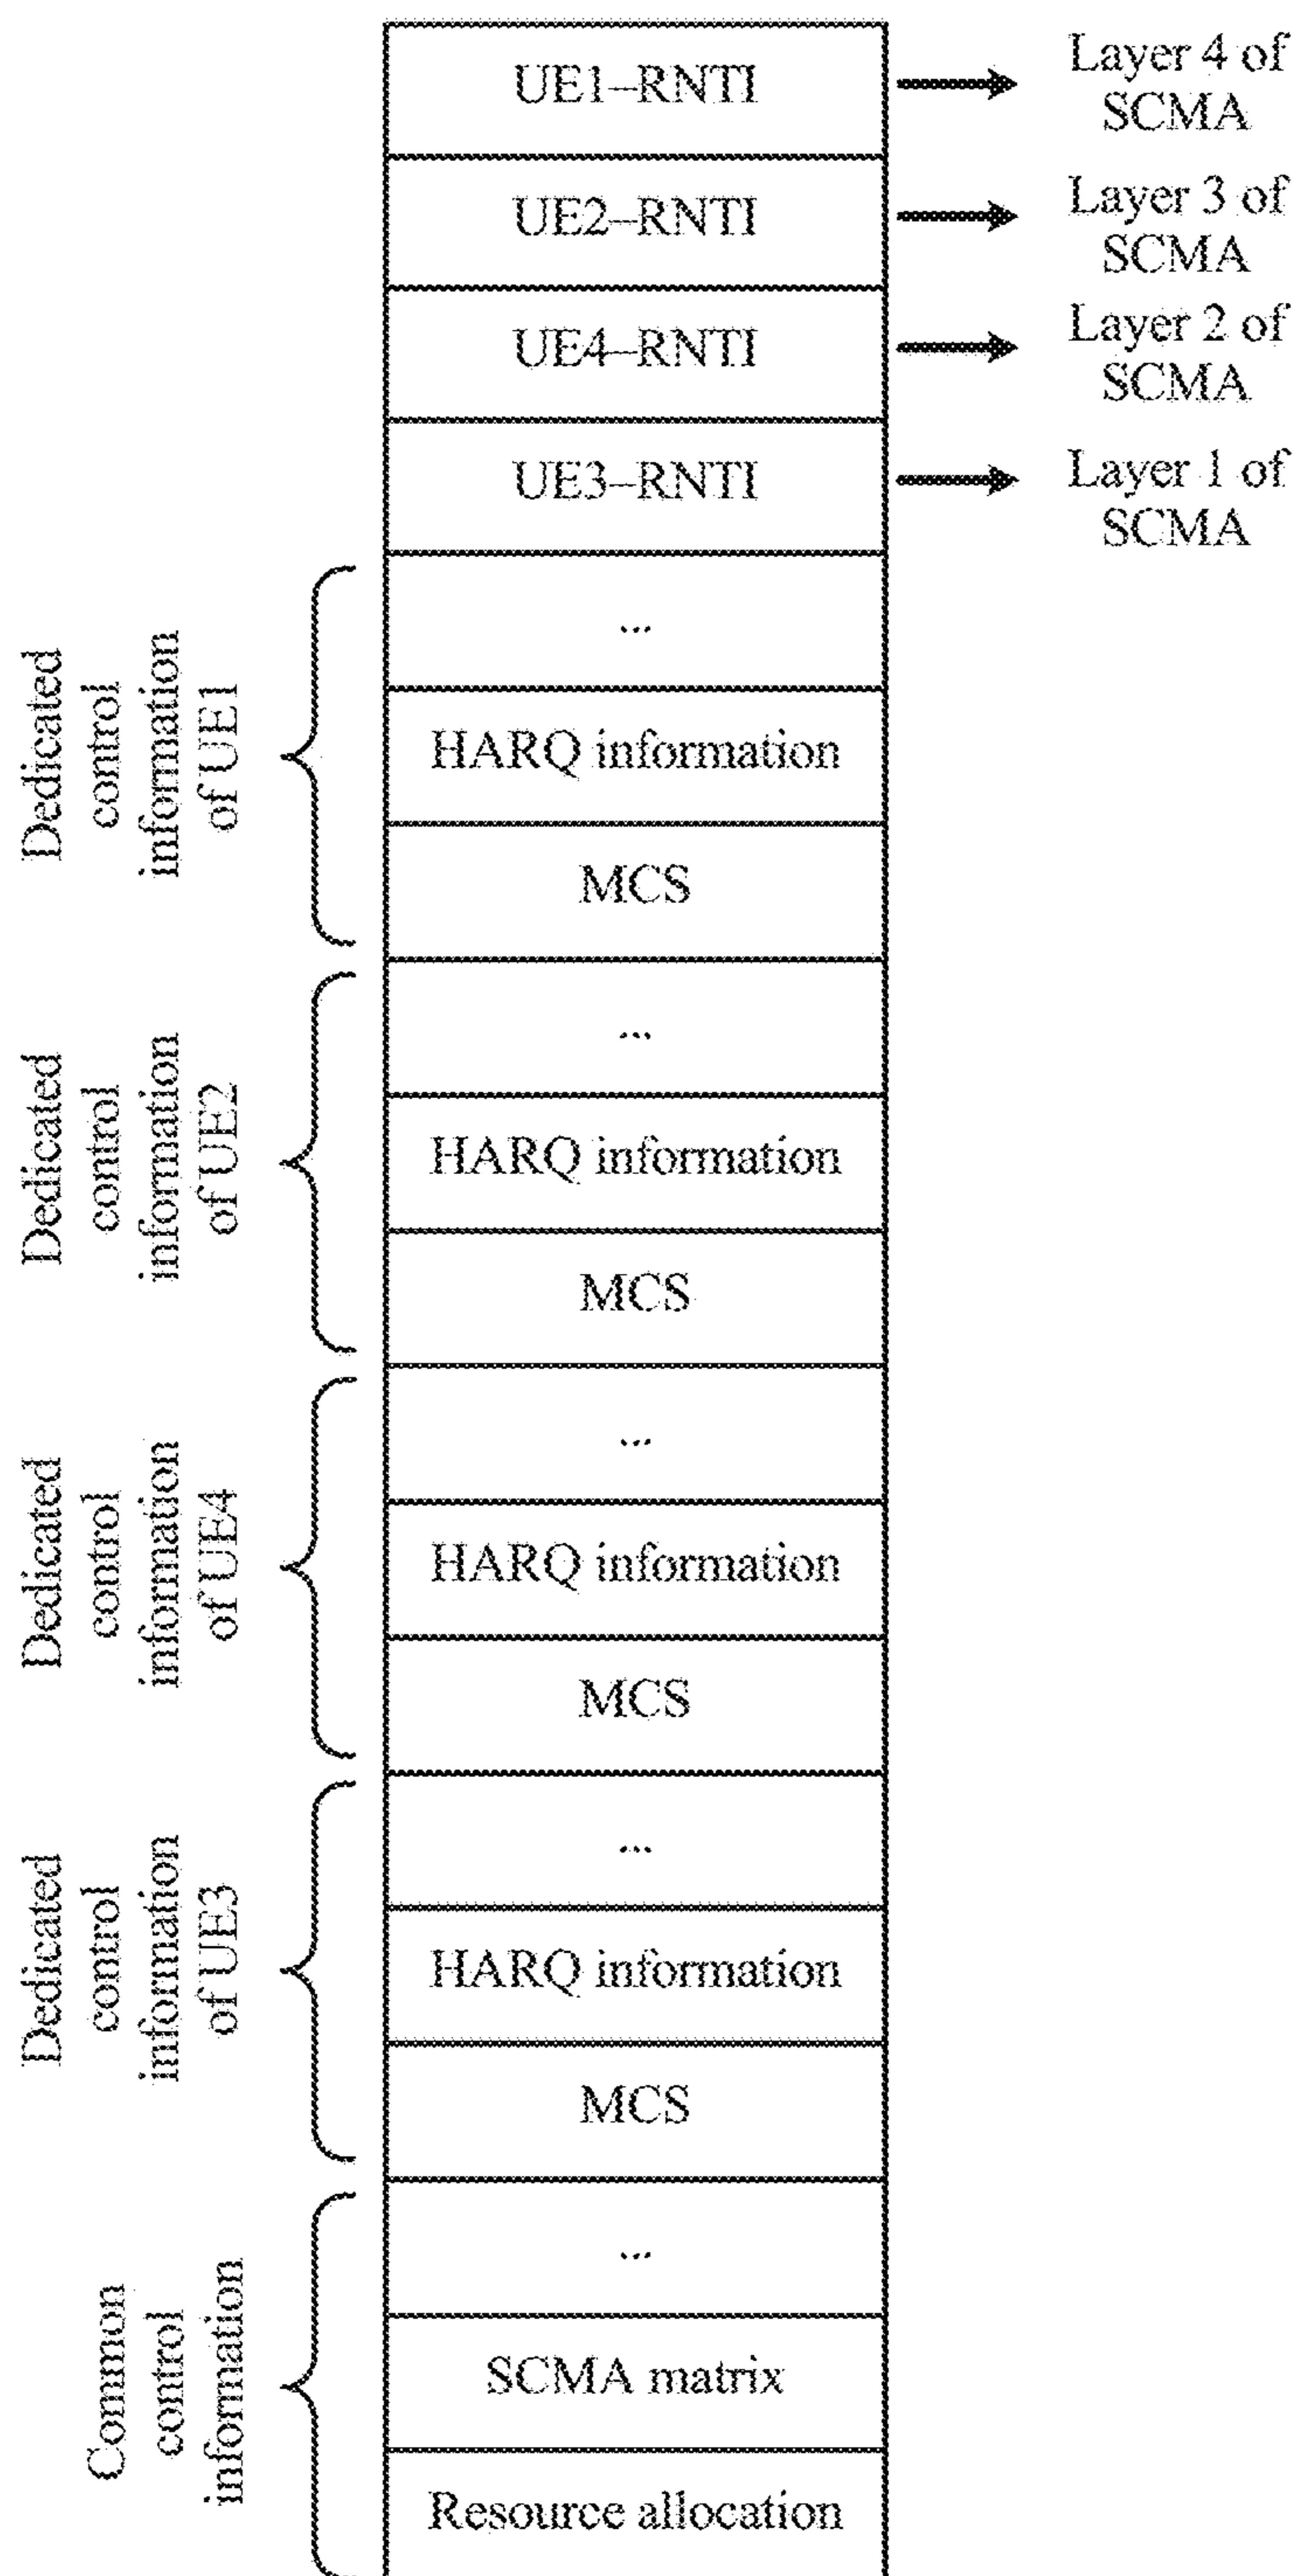 UE1–RNTI
Layer 4 of
SCMA
UE2–RNTI
Layer 3 of
SCMA
UE4–RNTI
Layer 2 of
SCMA
UE3–RNTI
Layer 1 of
SCMA
Dedicated
control
information
of UE1
...
HARQ information
MCS
Dedicated
control
information
of UE2
...
HARQ information
MCS
Dedicated
control
information
of UE4
...
HARQ information
MCS
Dedicated
control
information
of UE3
...
HARQ information
MCS
Common
control
information
...
SCMA matrix
Resource allocation